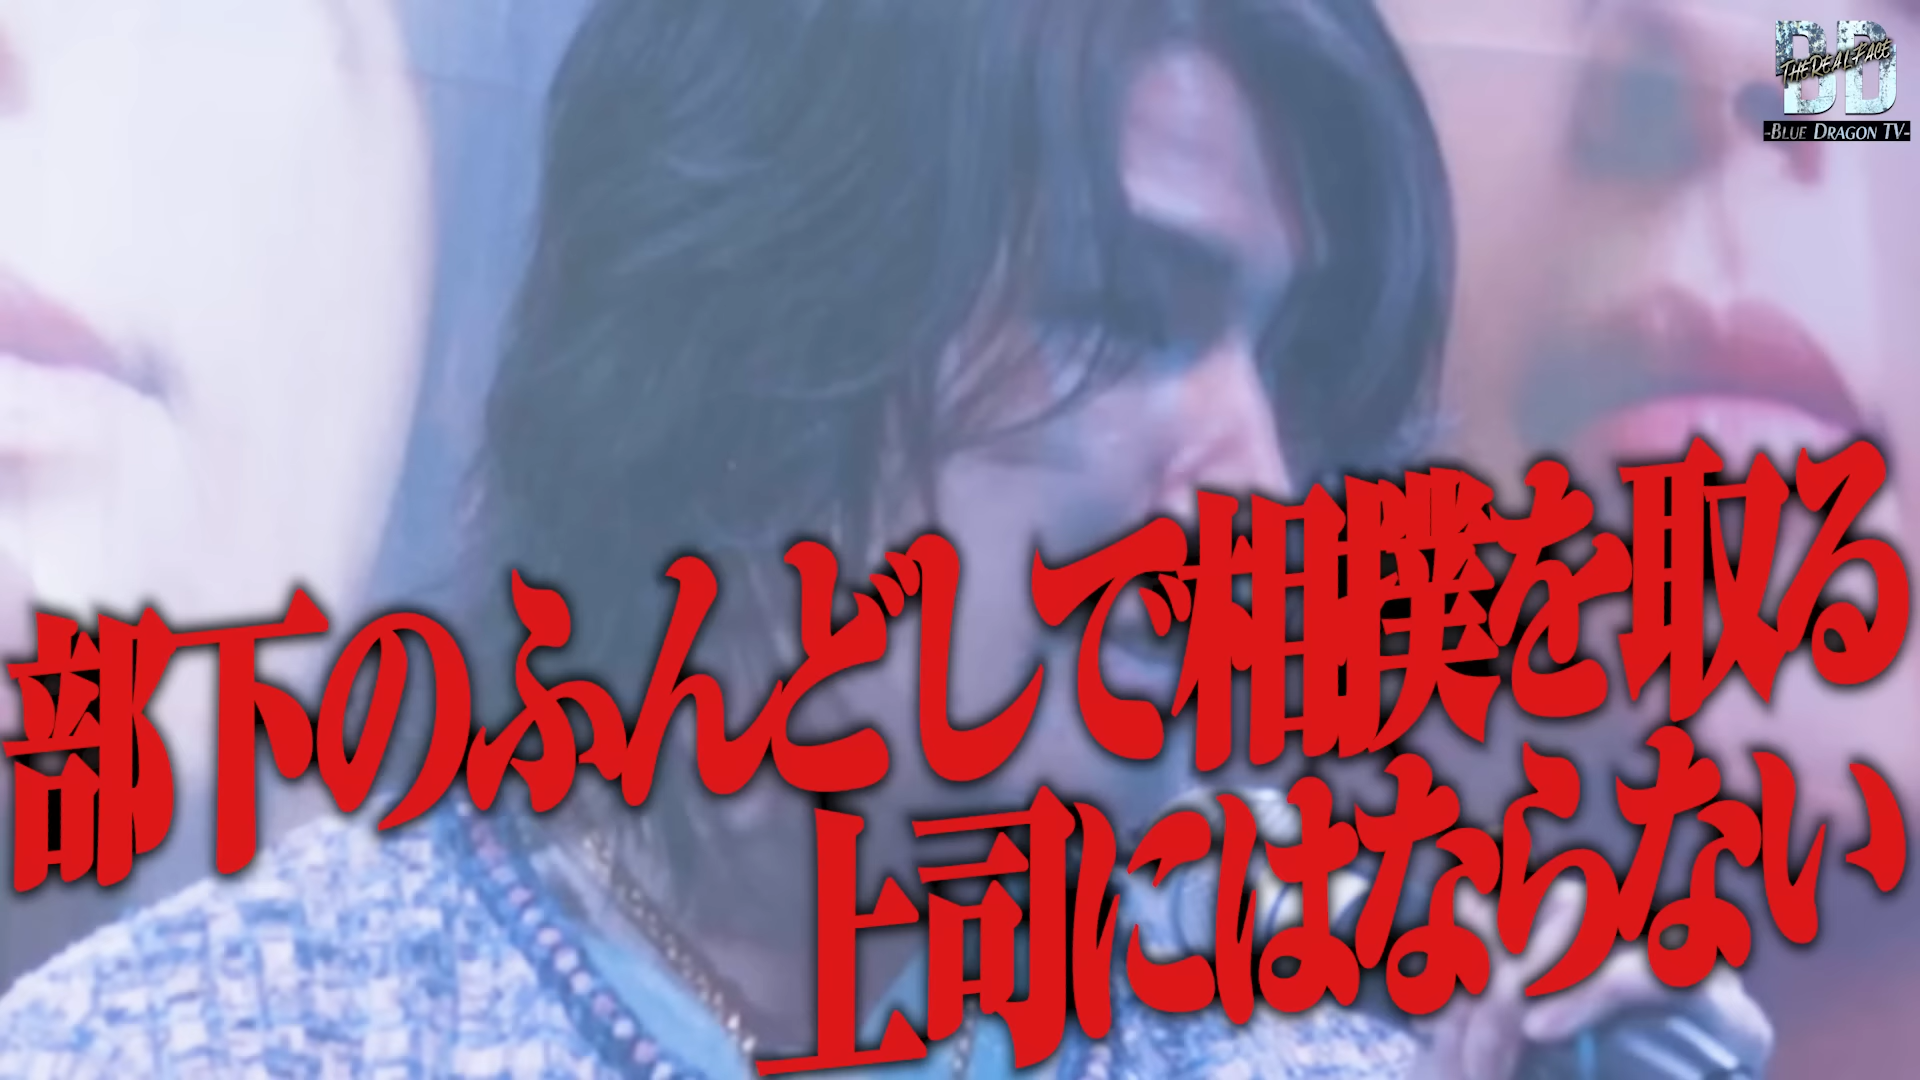 DD
THE REAL FACE
-BLUE DRAGON TV-
部下のふんどしで相撲を取る
上司にはならない